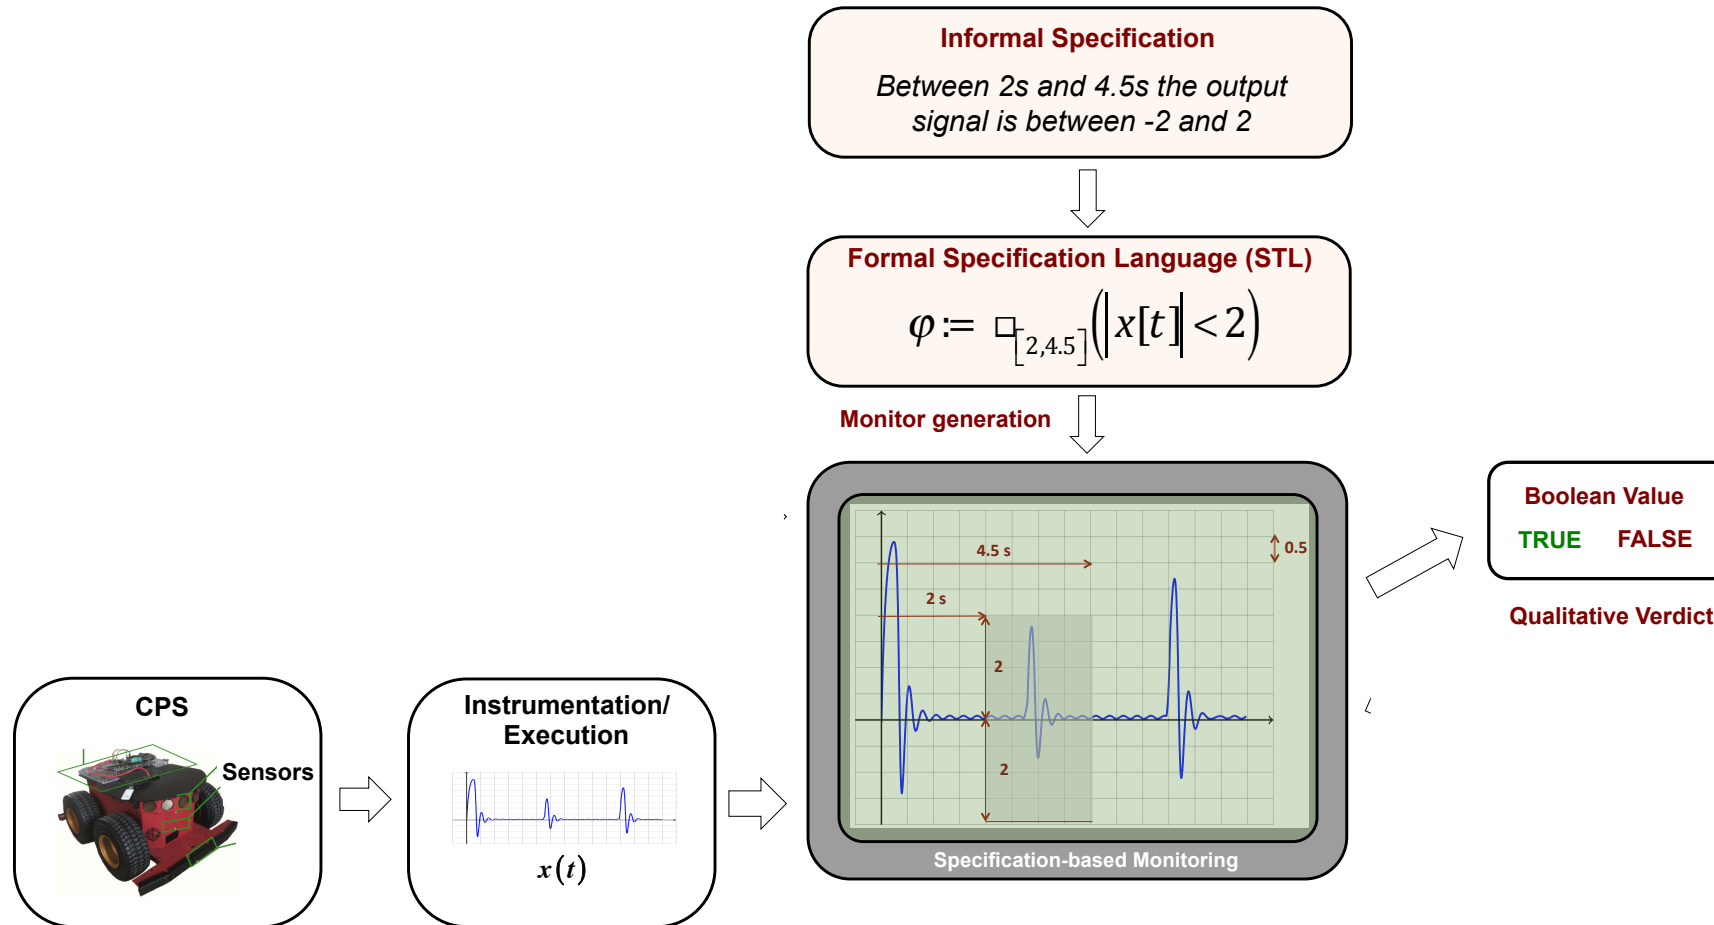 Informal Specification
Between 2s and 4.5s the output
signal is between -2 and 2
Formal Specification Language (STL)
φ := □[2,4.5](|x[t]| < 2)
Monitor generation
4.5 s
0.5
2 s
2
2
Specification-based Monitoring
Boolean Value
TRUE FALSE
Qualitative Verdict
CPS
Sensors
Instrumentation/
Execution
x(t)